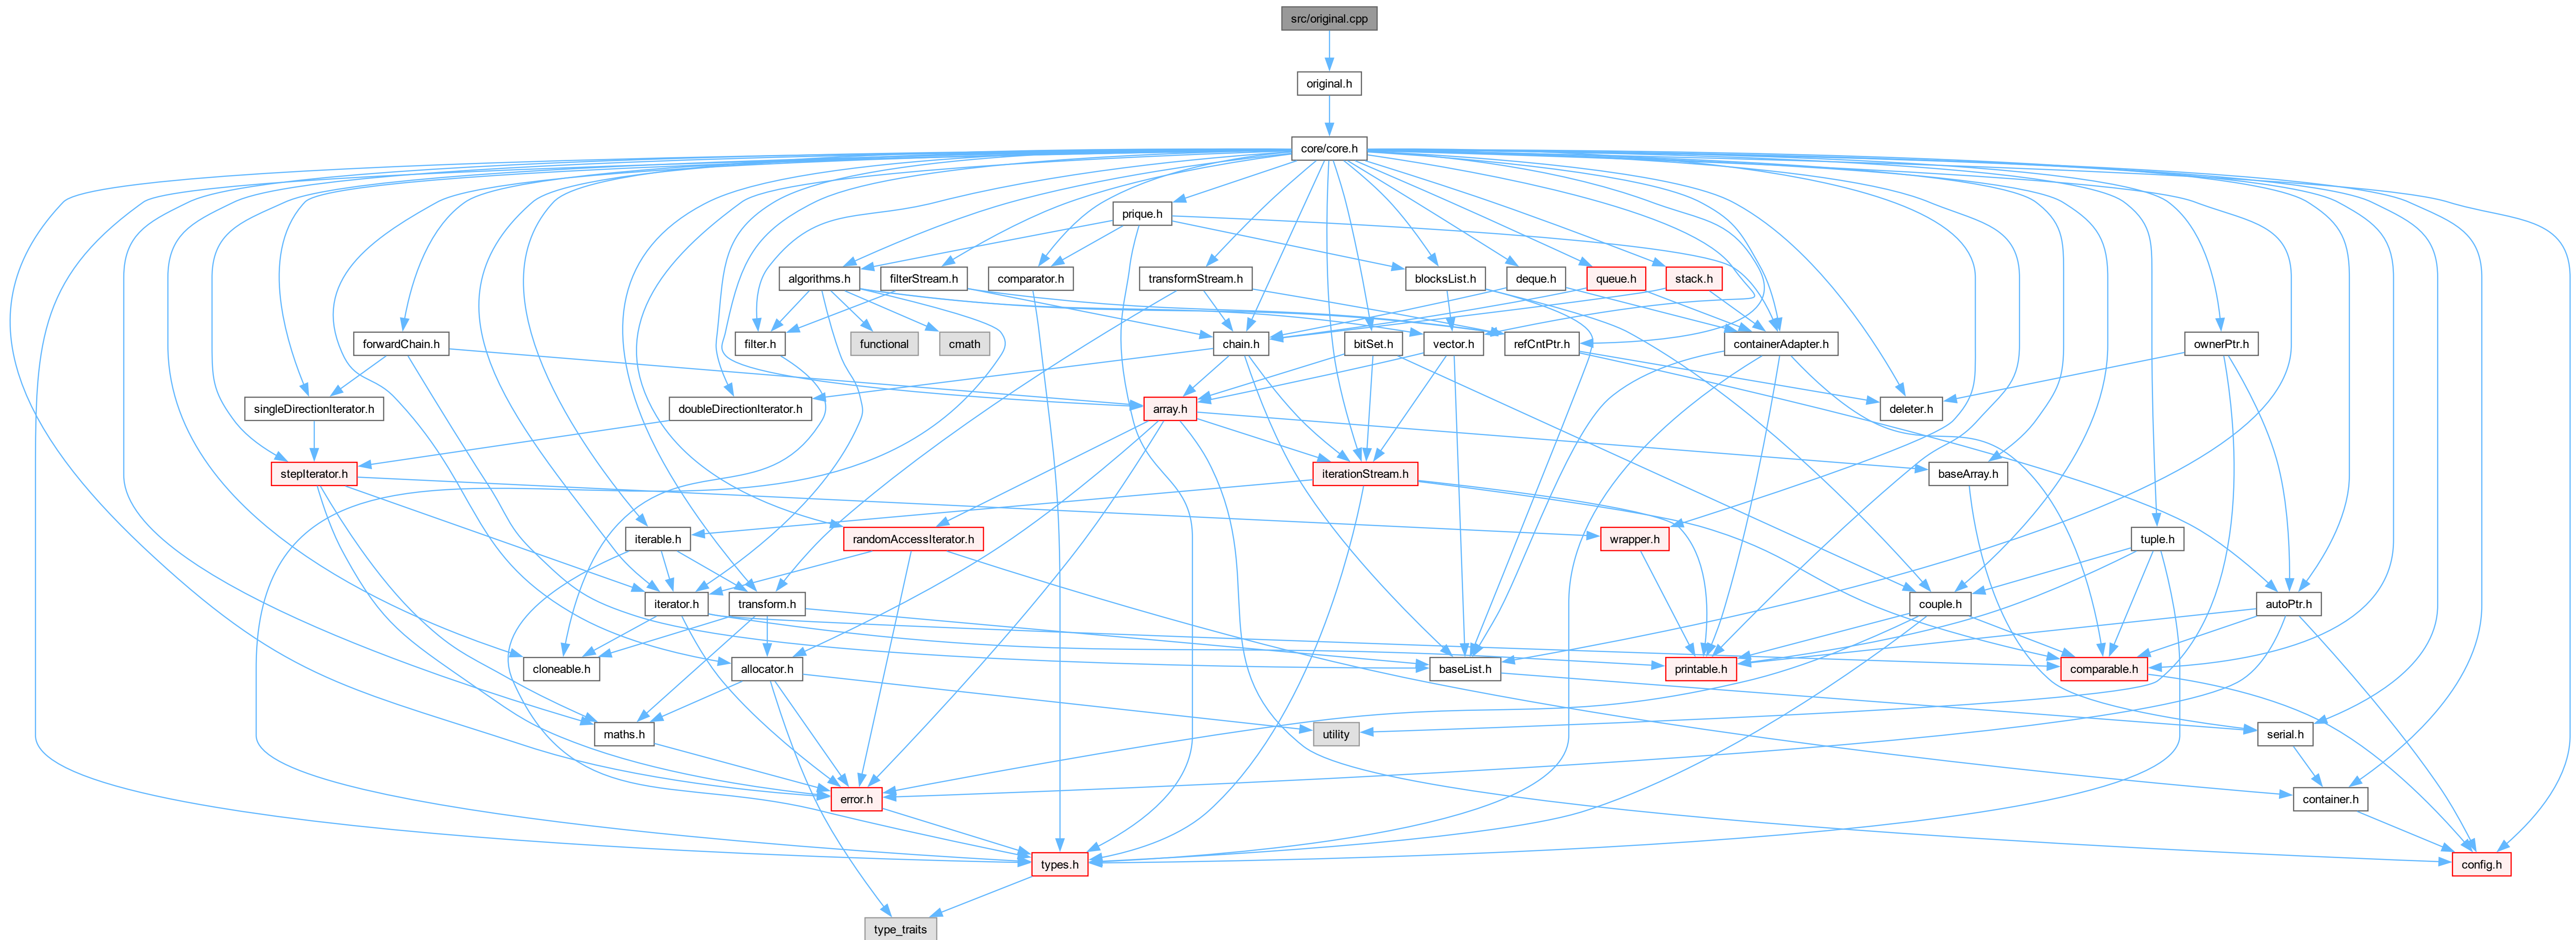 src/original.cpp
original.h
core/core.h
prique.h
algorithms.h
filterStream.h
comparator.h
transformStream.h
blocksList.h
deque.h
queue.h
stack.h
forwardChain.h
filter.h
functional
cmath
chain.h
bitSet.h
vector.h
refCntPtr.h
containerAdapter.h
ownerPtr.h
singleDirectionIterator.h
doubleDirectionIterator.h
array.h
deleter.h
stepIterator.h
iterationStream.h
baseArray.h
iterable.h
randomAccessIterator.h
wrapper.h
tuple.h
iterator.h
transform.h
couple.h
autoPtr.h
cloneable.h
allocator.h
baseList.h
printable.h
comparable.h
maths.h
utility
serial.h
error.h
container.h
types.h
config.h
type_traits